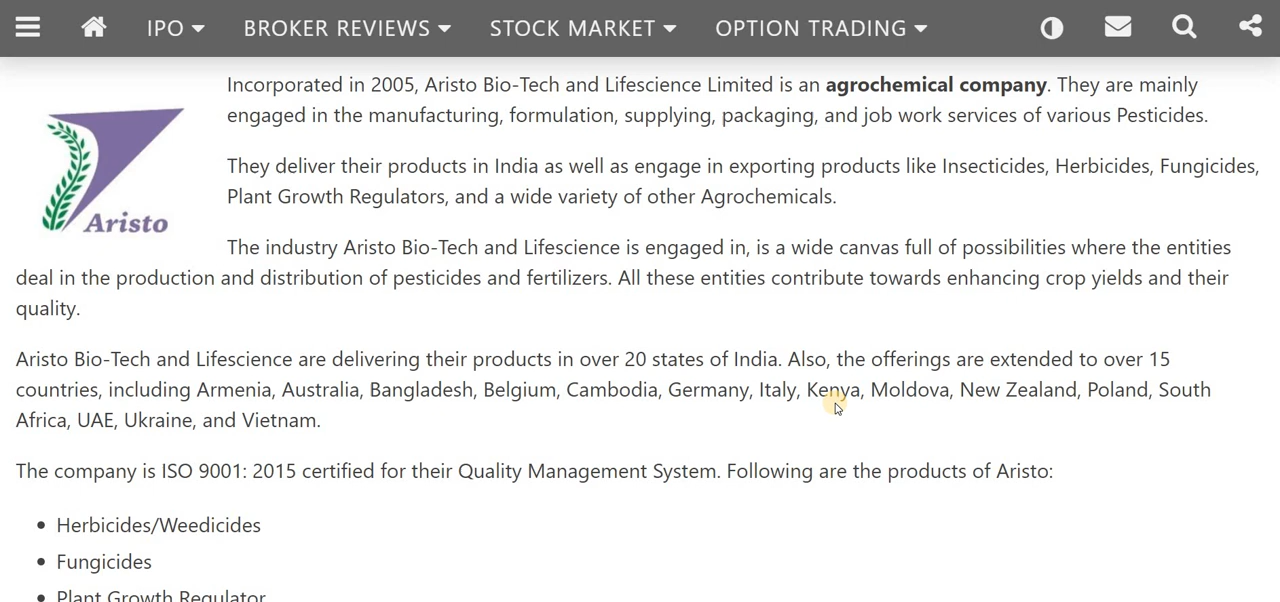 IPO BROKER REVIEWS STOCK MARKET OPTION TRADING
Incorporated in 2005, Aristo Bio-Tech and Lifescience Limited is an agrochemical company. They are mainly
engaged in the manufacturing, formulation, supplying, packaging, and job work services of various Pesticides.
They deliver their products in India as well as engage in exporting products like Insecticides, Herbicides, Fungicides,
Plant Growth Regulators, and a wide variety of other Agrochemicals.
Aristo
The industry Aristo Bio-Tech and Lifescience is engaged in, is a wide canvas full of possibilities where the entities
deal in the production and distribution of pesticides and fertilizers. All these entities contribute towards enhancing crop yields and their
quality.
Aristo Bio-Tech and Lifescience are delivering their products in over 20 states of India. Also, the offerings are extended to over 15
countries, including Armenia, Australia, Bangladesh, Belgium, Cambodia, Germany, Italy, Kenya, Moldova, New Zealand, Poland, South
Africa, UAE, Ukraine, and Vietnam.
The company is ISO 9001: 2015 certified for their Quality Management System. Following are the products of Aristo:
• Herbicides/Weedicides
• Fungicides
• Plant Growth Regulator